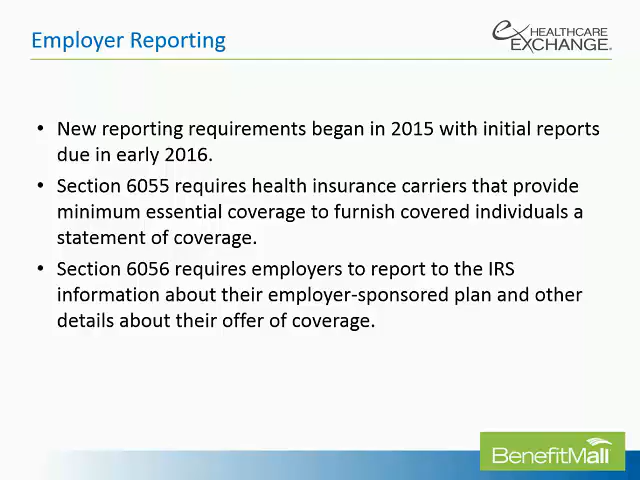 Employer Reporting
ex HEALTHCARE
EXCHANGE.
• New reporting requirements began in 2015 with initial reports
due in early 2016.
• Section 6055 requires health insurance carriers that provide
minimum essential coverage to furnish covered individuals a
statement of coverage.
• Section 6056 requires employers to report to the IRS
information about their employer-sponsored plan and other
details about their offer of coverage.
BenefitMall